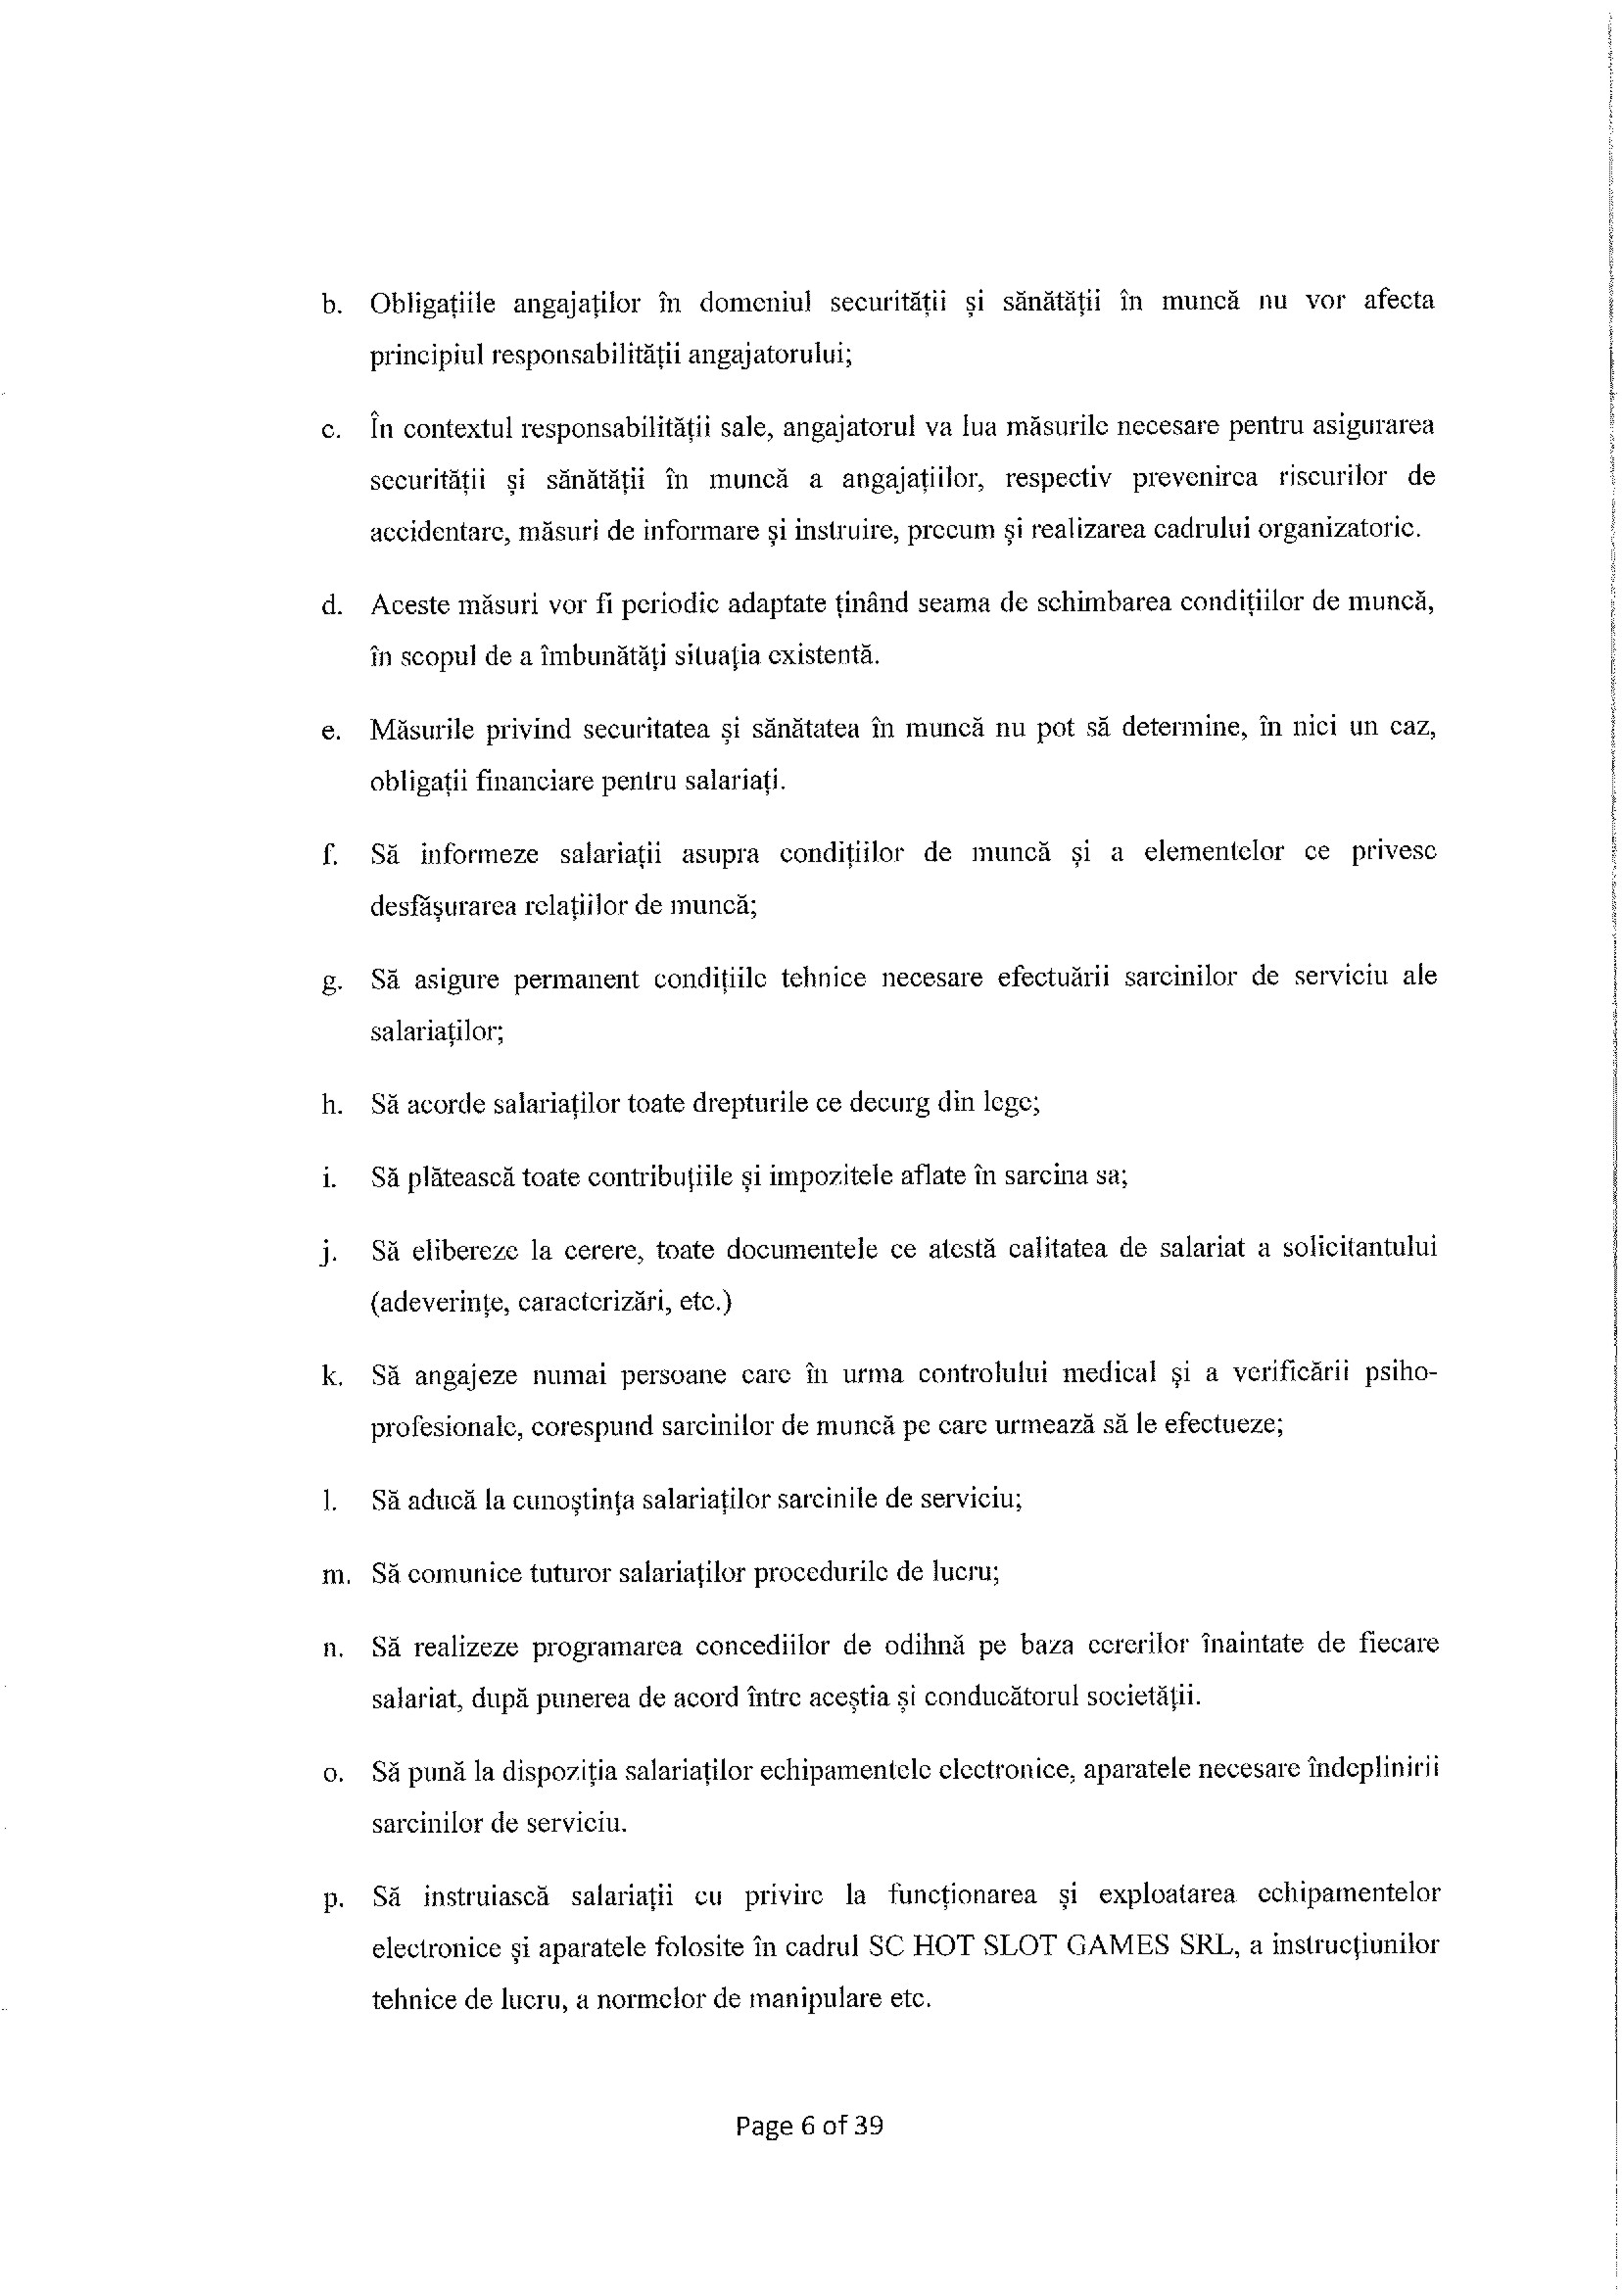 b. Obligațiile angajaților în domeniul securității și sănătății în muncă nu vor afecta
principiul responsabilității angajatorului;
c. În contextul responsabilității sale, angajatorul va lua măsurile necesare pentru asigurarea
securității și sănătății în muncă a angajațiilor, respectiv prevenirea riscurilor de
accidentare, măsuri de informare și instruire, precum și realizarea cadrului organizatoric.
d. Aceste măsuri vor fi periodic adaptate ținând seama de schimbarea condițiilor de muncă,
în scopul de a îmbunătăți situația existentă.
e. Măsurile privind securitatea și sănătatea în muncă nu pot să determine, în nici un caz,
obligații financiare pentru salariați.
f. Să informeze salariații asupra condițiilor de muncă și a elementelor ce privesc
desfășurarea relațiilor de muncă;
g. Să asigure permanent condițiile tehnice necesare efectuării sarcinilor de serviciu ale
salariaților;
h. Să acorde salariaților toate drepturile ce decurg din lege;
i. Să plătească toate contribuțiile și impozitele aflate în sarcina sa;
j. Să elibereze la cerere, toate documentele ce atestă calitatea de salariat a solicitantului
(adeverințe, caracterizări, etc.)
k. Să angajeze numai persoane care în urma controlului medical și a verificării psiho-
profesionale, corespund sarcinilor de muncă pe care urmează să le efectueze;
l. Să aducă la cunoștința salariaților sarcinile de serviciu;
m. Să comunice tuturor salariaților procedurile de lucru;
n. Să realizeze programarea concediilor de odihnă pe baza cererilor înaintate de fiecare
salariat, după punerea de acord între aceștia și conducătorul societății.
o. Să pună la dispoziția salariaților echipamentele electronice, aparatele necesare îndeplinirii
sarcinilor de serviciu.
p. Să instruiască salariații cu privire la funcționarea și exploatarea echipamentelor
electronice și aparatele folosite în cadrul SC HOT SLOT GAMES SRL, a instrucțiunilor
tehnice de lucru, a normelor de manipulare etc.
Page 6 of 39